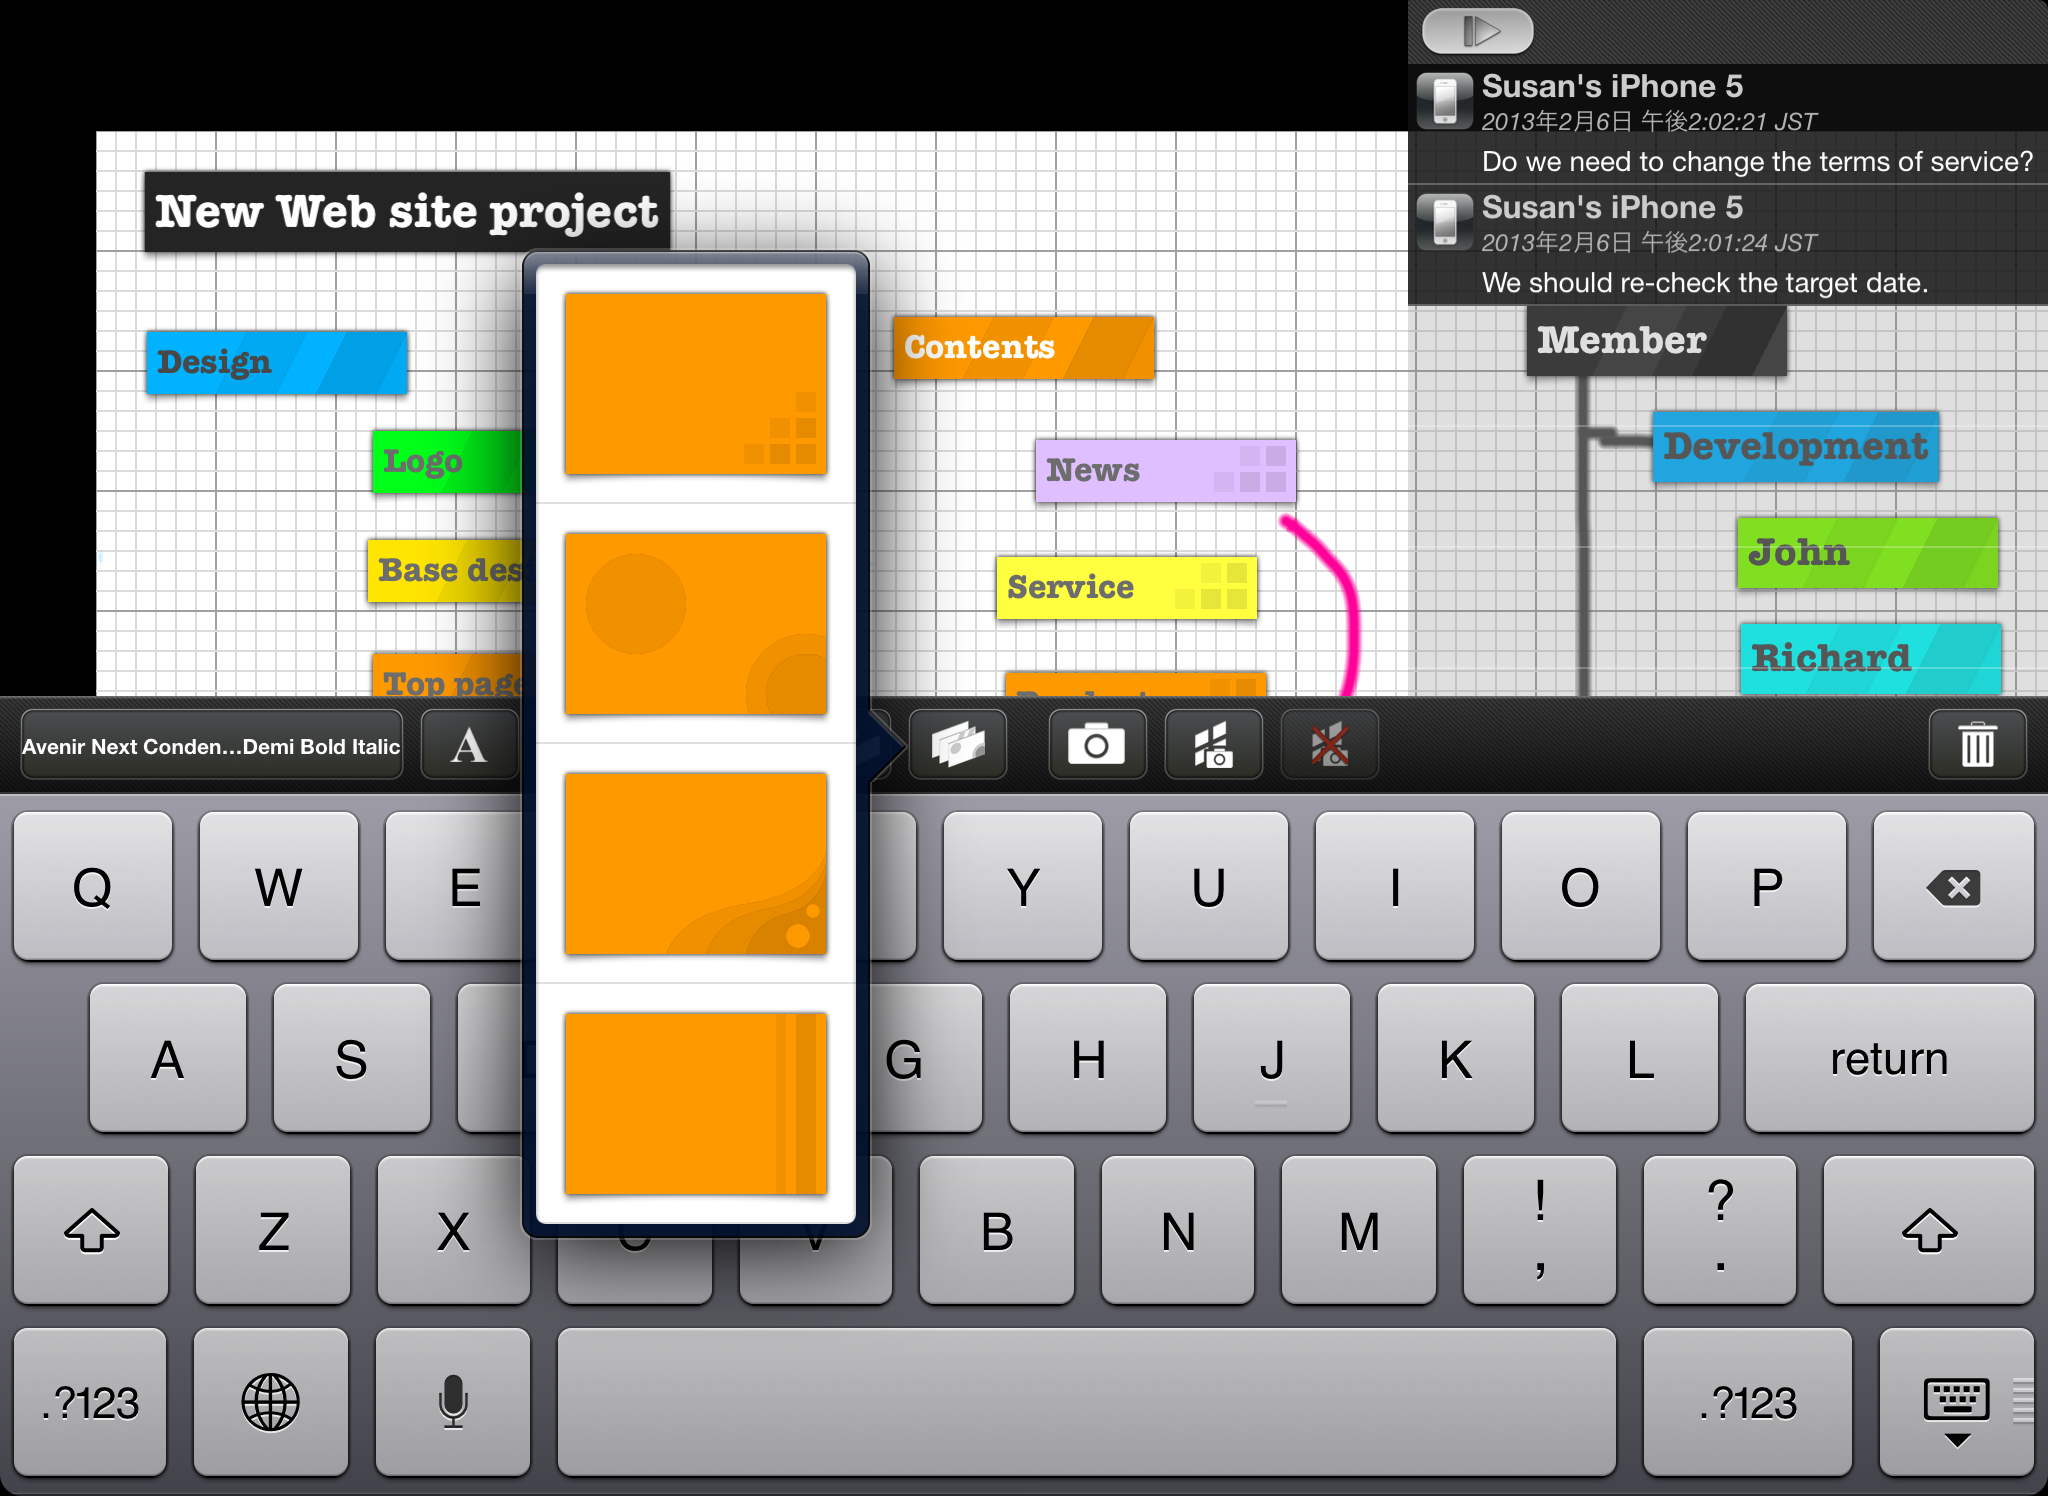 Susan's iPhone 5
2013年2月6日 午後2:02:21 JST
Do we need to change the terms of service?
Susan's iPhone 5
2013年2月6日 午後2:01:24 JST
We should re-check the target date.
New Web site project
Design
Logo
Base des
Top page
Contents
News
Service
Member
Development
John
Richard
Avenir Next Conden...Demi Bold Italic
A
Q W E Y U I O P
A S G H J K L return
Z X C V B N M ! , ? .
.?123 .?123